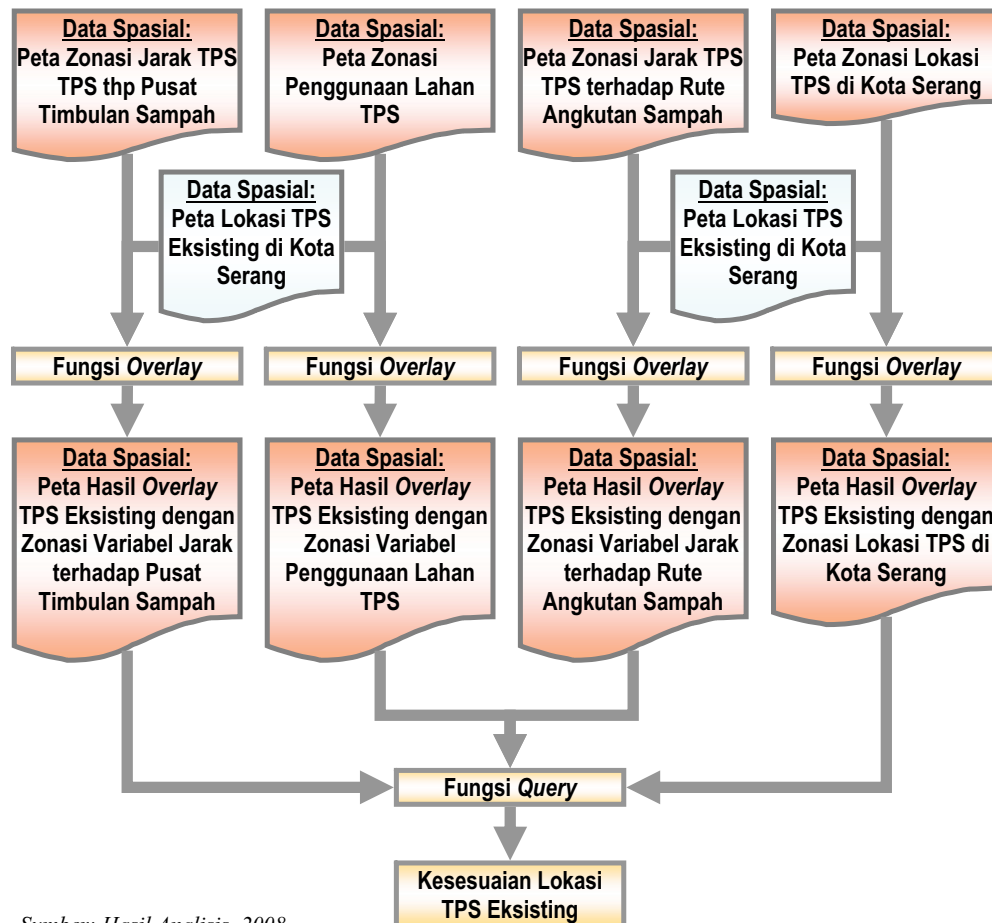 Data Spasial:
Peta Zonasi Jarak TPS
TPS thp Pusat
Timbulan Sampah
Data Spasial:
Peta Zonasi
Penggunaan Lahan
TPS
Data Spasial:
Peta Zonasi Jarak TPS
TPS terhadap Rute
Angkutan Sampah
Data Spasial:
Peta Zonasi Lokasi
TPS di Kota Serang
Data Spasial:
Peta Lokasi TPS
Eksisting di Kota
Serang
Data Spasial:
Peta Lokasi TPS
Eksisting di Kota
Serang
Fungsi Overlay
Fungsi Overlay
Fungsi Overlay
Fungsi Overlay
Data Spasial:
Peta Hasil Overlay
TPS Eksisting dengan
Zonasi Variabel Jarak
terhadap Pusat
Timbulan Sampah
Data Spasial:
Peta Hasil Overlay
TPS Eksisting dengan
Zonasi Variabel
Penggunaan Lahan
TPS
Data Spasial:
Peta Hasil Overlay
TPS Eksisting dengan
Zonasi Variabel Jarak
terhadap Rute
Angkutan Sampah
Data Spasial:
Peta Hasil Overlay
TPS Eksisting dengan
Zonasi Lokasi TPS di
Kota Serang
Fungsi Query
Kesesuaian Lokasi
TPS Eksisting
Sumber: Hasil Analisis, 2008